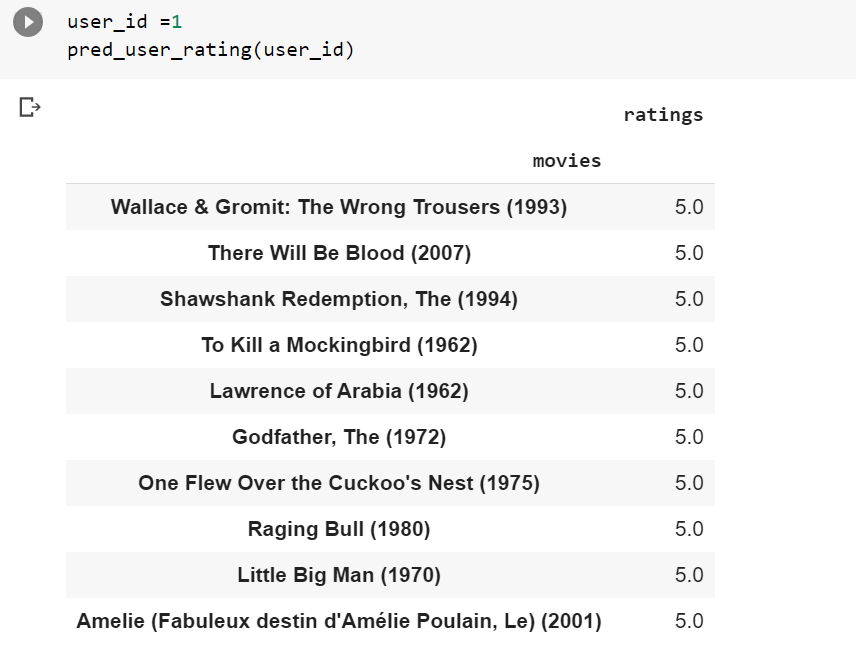 user_id =1
pred_user_rating(user_id)
ratings
movies
Wallace & Gromit: The Wrong Trousers (1993) 5.0
There Will Be Blood (2007) 5.0
Shawshank Redemption, The (1994) 5.0
To Kill a Mockingbird (1962) 5.0
Lawrence of Arabia (1962) 5.0
Godfather, The (1972) 5.0
One Flew Over the Cuckoo's Nest (1975) 5.0
Raging Bull (1980) 5.0
Little Big Man (1970) 5.0
Amelie (Fabuleux destin d'Amélie Poulain, Le) (2001) 5.0